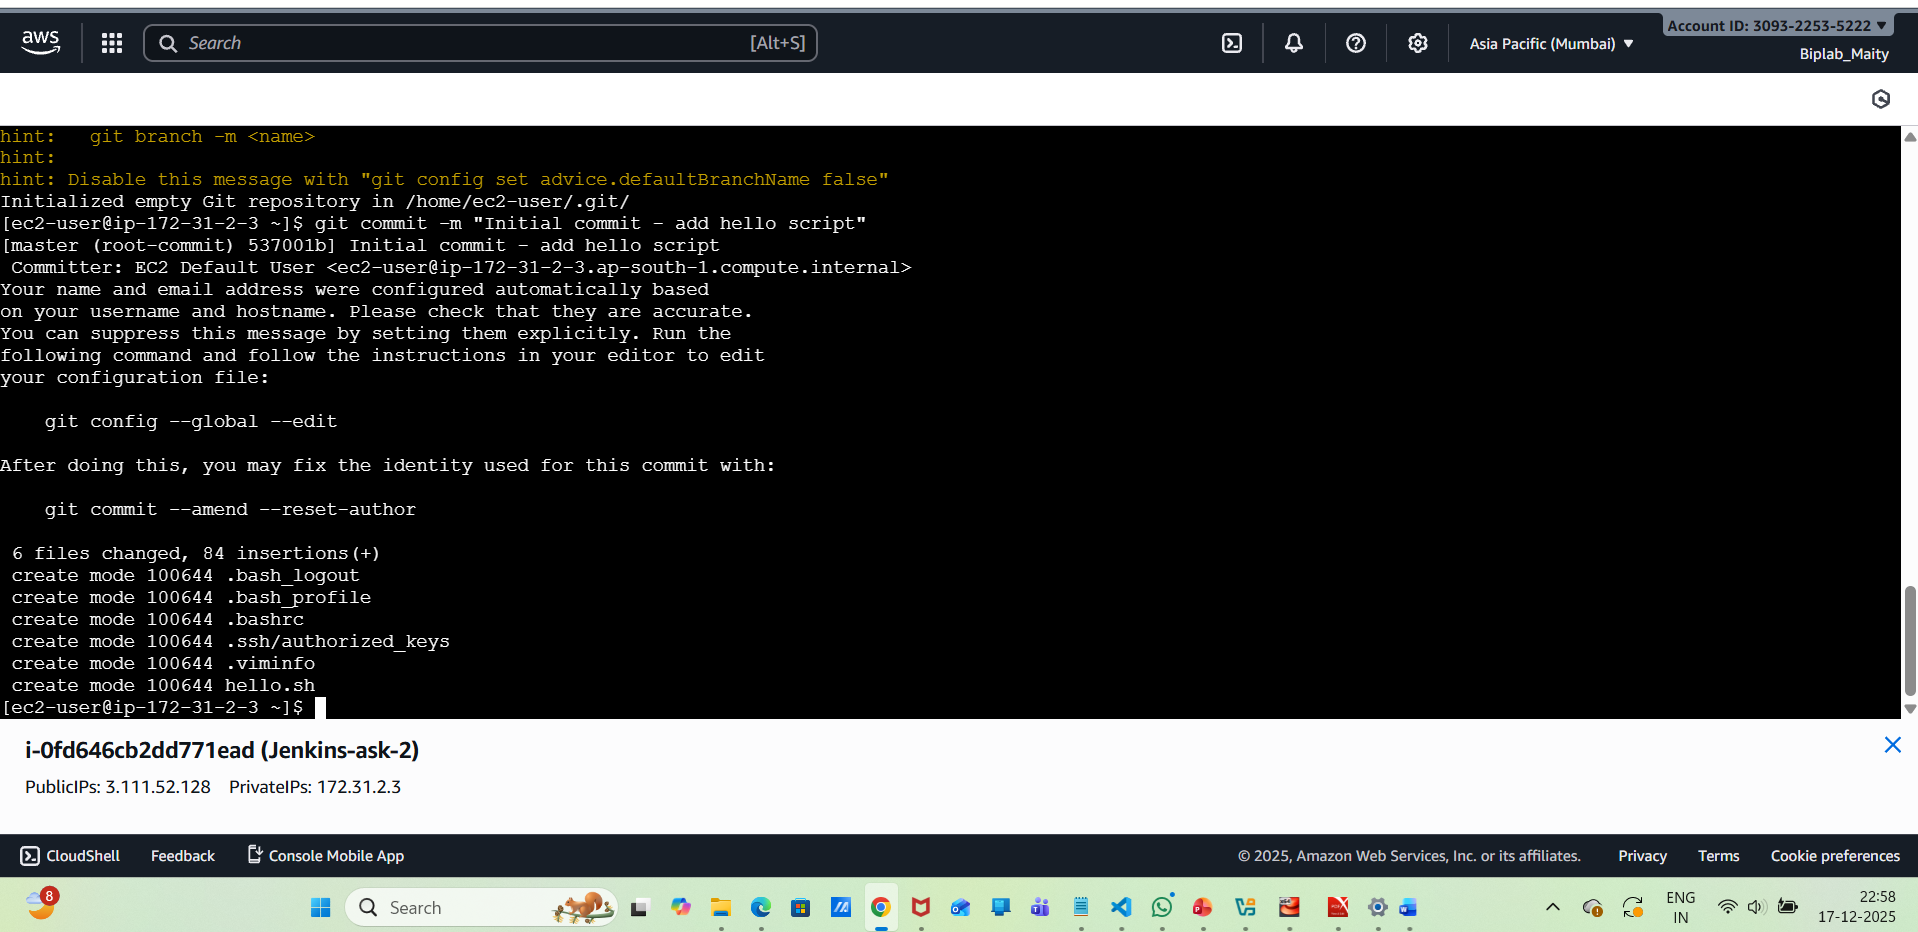 aws
Search [Alt+S]
Asia Pacific (Mumbai) ▼
Account ID: 3093-2253-5222 ▼
Biplab_Maity
hint:   git branch -m <name>
hint:
hint: Disable this message with "git config set advice.defaultBranchName false"
Initialized empty Git repository in /home/ec2-user/.git/
[ec2-user@ip-172-31-2-3 ~]$ git commit -m "Initial commit - add hello script"
[master (root-commit) 537001b] Initial commit - add hello script
 Committer: EC2 Default User <ec2-user@ip-172-31-2-3.ap-south-1.compute.internal>
Your name and email address were configured automatically based
on your username and hostname. Please check that they are accurate.
You can suppress this message by setting them explicitly. Run the
following command and follow the instructions in your editor to edit
your configuration file:
    git config --global --edit
After doing this, you may fix the identity used for this commit with:
    git commit --amend --reset-author
 6 files changed, 84 insertions(+)
 create mode 100644 .bash_logout
 create mode 100644 .bash_profile
 create mode 100644 .bashrc
 create mode 100644 .ssh/authorized_keys
 create mode 100644 .viminfo
 create mode 100644 hello.sh
[ec2-user@ip-172-31-2-3 ~]$
i-0fd646cb2dd771ead (Jenkins-ask-2)
PublicIPs: 3.111.52.128 PrivateIPs: 172.31.2.3
CloudShell Feedback Console Mobile App © 2025, Amazon Web Services, Inc. or its affiliates. Privacy Terms Cookie preferences
8
Search
ENG
IN
22:58
17-12-2025